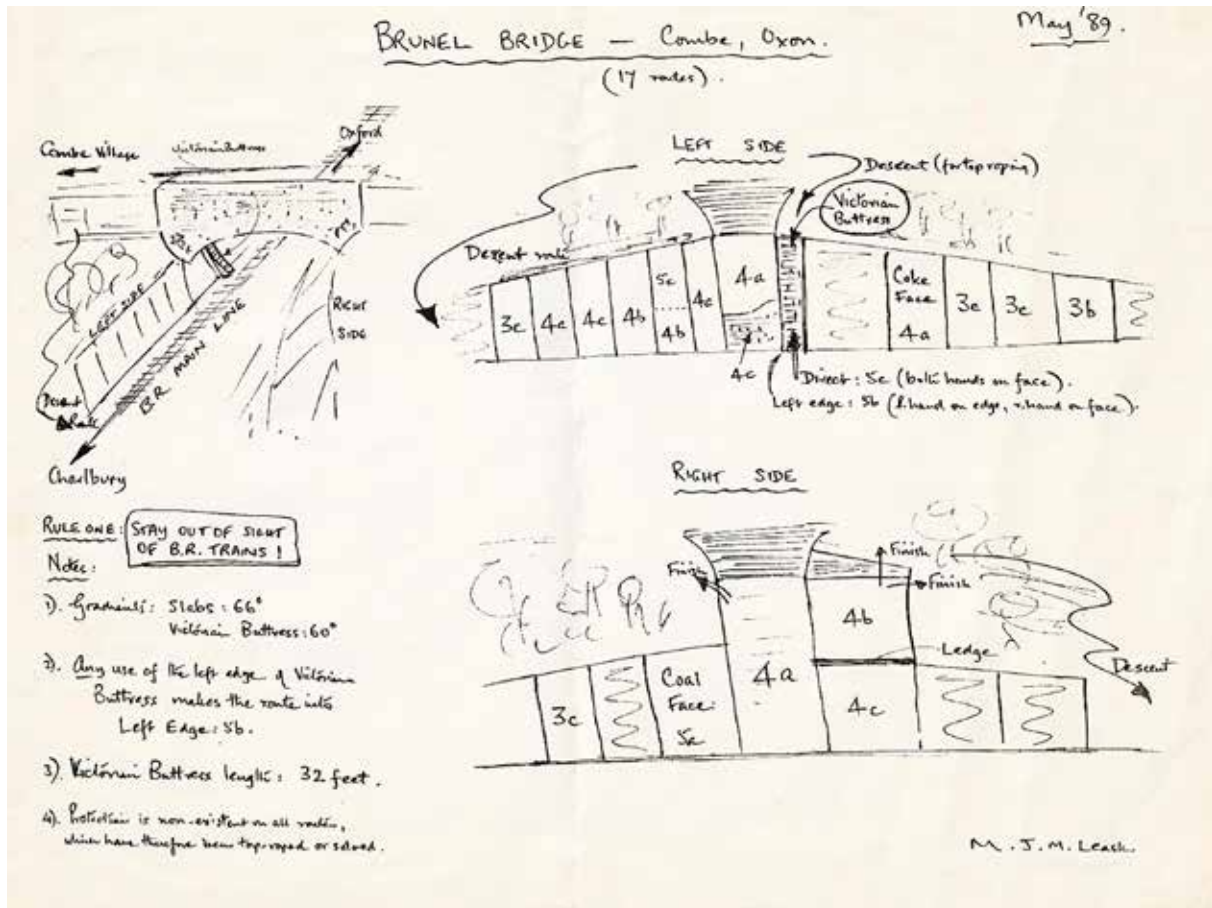 BRUNEL BRIDGE — Combe, Oxon.
(17 routes).
May '89.
Combe Village
Victorian Buttress
Oxford
LEFT SIDE
RIGHT
SIDE
B.R. MAIN LINE
Descent
Route
Charlbury
RULE ONE: STAY OUT OF SIGHT
OF B.R. TRAINS!
Notes:
1). Gradients: Slabs: 66°
Victorian Buttress: 60°
2). Any use of the left edge of Victorian
Buttress makes the route into
Left Edge: 5b.
3). Victorian Buttress length: 32 feet.
4). Protection is non-existent on all routes,
which have therefore been top-roped or soloed.
LEFT SIDE
Descent (for top roping)
Victorian
Buttress
Descent route
3c
4c
4c
4b
5c
4b
4c
4a
4c
Coke
Face
4a
3c
3c
3b
Direct: 5c (both hands on face).
Left edge: 5b (l. hand on edge, r. hand on face).
RIGHT SIDE
Finish
Finish
Finish
4b
Ledge
Descent
3c
Coal
Face:
5c
4a
4c
M. J. M. Leask.